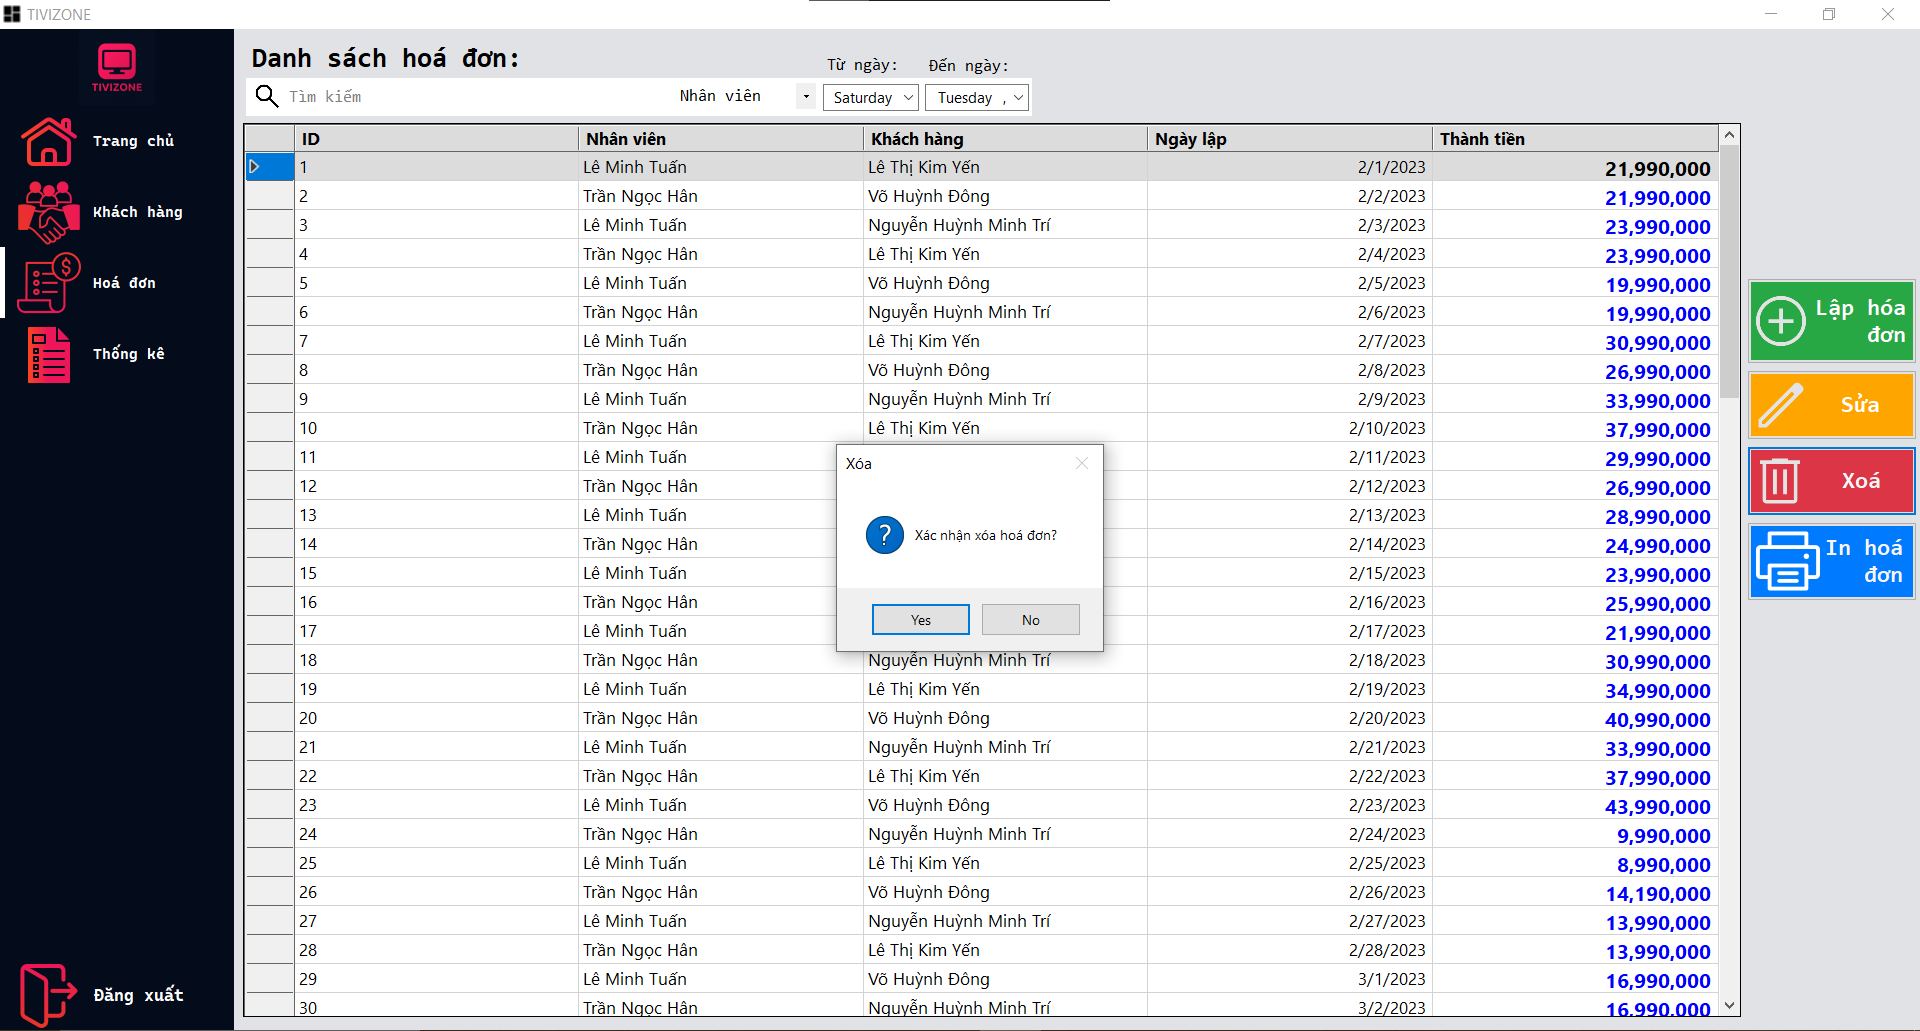 TIVIZONE
TIVIZONE
Trang chủ
Khách hàng
Hoá đơn
Thống kê
Đăng xuất
Danh sách hoá đơn:
Từ ngày: Đến ngày:
Tìm kiếm Nhân viên Saturday Tuesday ,
ID Nhân viên Khách hàng Ngày lập Thành tiền
1 Lê Minh Tuấn Lê Thị Kim Yến 2/1/2023 21,990,000
2 Trần Ngọc Hân Võ Huỳnh Đông 2/2/2023 21,990,000
3 Lê Minh Tuấn Nguyễn Huỳnh Minh Trí 2/3/2023 23,990,000
4 Trần Ngọc Hân Lê Thị Kim Yến 2/4/2023 23,990,000
5 Lê Minh Tuấn Võ Huỳnh Đông 2/5/2023 19,990,000
6 Trần Ngọc Hân Nguyễn Huỳnh Minh Trí 2/6/2023 19,990,000
7 Lê Minh Tuấn Lê Thị Kim Yến 2/7/2023 30,990,000
8 Trần Ngọc Hân Võ Huỳnh Đông 2/8/2023 26,990,000
9 Lê Minh Tuấn Nguyễn Huỳnh Minh Trí 2/9/2023 33,990,000
10 Trần Ngọc Hân Lê Thị Kim Yến 2/10/2023 37,990,000
11 Lê Minh Tuấn 2/11/2023 29,990,000
12 Trần Ngọc Hân 2/12/2023 26,990,000
13 Lê Minh Tuấn 2/13/2023 28,990,000
14 Trần Ngọc Hân 2/14/2023 24,990,000
15 Lê Minh Tuấn 2/15/2023 23,990,000
16 Trần Ngọc Hân 2/16/2023 25,990,000
17 Lê Minh Tuấn 2/17/2023 21,990,000
18 Trần Ngọc Hân Nguyễn Huỳnh Minh Trí 2/18/2023 30,990,000
19 Lê Minh Tuấn Lê Thị Kim Yến 2/19/2023 34,990,000
20 Trần Ngọc Hân Võ Huỳnh Đông 2/20/2023 40,990,000
21 Lê Minh Tuấn Nguyễn Huỳnh Minh Trí 2/21/2023 33,990,000
22 Trần Ngọc Hân Lê Thị Kim Yến 2/22/2023 37,990,000
23 Lê Minh Tuấn Võ Huỳnh Đông 2/23/2023 43,990,000
24 Trần Ngọc Hân Nguyễn Huỳnh Minh Trí 2/24/2023 9,990,000
25 Lê Minh Tuấn Lê Thị Kim Yến 2/25/2023 8,990,000
26 Trần Ngọc Hân Võ Huỳnh Đông 2/26/2023 14,190,000
27 Lê Minh Tuấn Nguyễn Huỳnh Minh Trí 2/27/2023 13,990,000
28 Trần Ngọc Hân Lê Thị Kim Yến 2/28/2023 13,990,000
29 Lê Minh Tuấn Võ Huỳnh Đông 3/1/2023 16,990,000
30 Trần Ngọc Hân Nguyễn Huỳnh Minh Trí 3/2/2023 16,990,000
Xóa
Xác nhận xóa hoá đơn?
Yes No
Lập hóa
đơn
Sửa
Xoá
In hoá
đơn